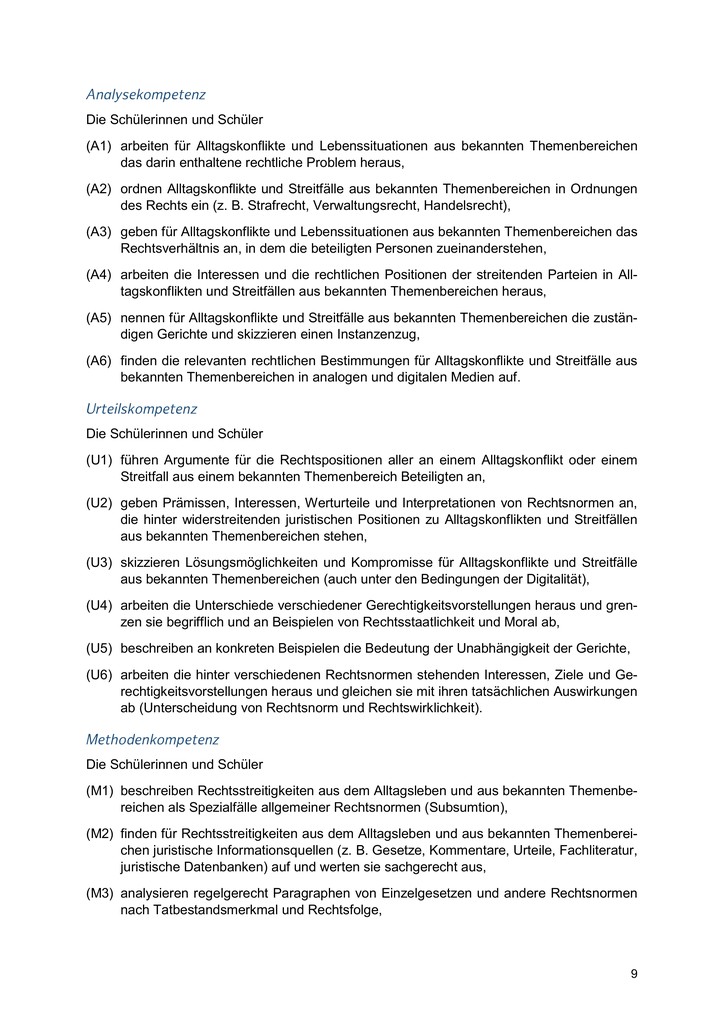 Analysekompetenz
Die Schülerinnen und Schüler
(A1) arbeiten für Alltagskonflikte und Lebenssituationen aus bekannten Themenbereichen
das darin enthaltene rechtliche Problem heraus,
(A2) ordnen Alltagskonflikte und Streitfälle aus bekannten Themenbereichen in Ordnungen
des Rechts ein (z. B. Strafrecht, Verwaltungsrecht, Handelsrecht),
(A3) geben für Alltagskonflikte und Lebenssituationen aus bekannten Themenbereichen das
Rechtsverhältnis an, in dem die beteiligten Personen zueinanderstehen,
(A4) arbeiten die Interessen und die rechtlichen Positionen der streitenden Parteien in All-
tagskonflikten und Streitfällen aus bekannten Themenbereichen heraus,
(A5) nennen für Alltagskonflikte und Streitfälle aus bekannten Themenbereichen die zustän-
digen Gerichte und skizzieren einen Instanzenzug,
(A6) finden die relevanten rechtlichen Bestimmungen für Alltagskonflikte und Streitfälle aus
bekannten Themenbereichen in analogen und digitalen Medien auf.
Urteilskompetenz
Die Schülerinnen und Schüler
(U1) führen Argumente für die Rechtspositionen aller an einem Alltagskonflikt oder einem
Streitfall aus einem bekannten Themenbereich Beteiligten an,
(U2) geben Prämissen, Interessen, Werturteile und Interpretationen von Rechtsnormen an,
die hinter widerstreitenden juristischen Positionen zu Alltagskonflikten und Streitfällen
aus bekannten Themenbereichen stehen,
(U3) skizzieren Lösungsmöglichkeiten und Kompromisse für Alltagskonflikte und Streitfälle
aus bekannten Themenbereichen (auch unter den Bedingungen der Digitalität),
(U4) arbeiten die Unterschiede verschiedener Gerechtigkeitsvorstellungen heraus und gren-
zen sie begrifflich und an Beispielen von Rechtsstaatlichkeit und Moral ab,
(U5) beschreiben an konkreten Beispielen die Bedeutung der Unabhängigkeit der Gerichte,
(U6) arbeiten die hinter verschiedenen Rechtsnormen stehenden Interessen, Ziele und Ge-
rechtigkeitsvorstellungen heraus und gleichen sie mit ihren tatsächlichen Auswirkungen
ab (Unterscheidung von Rechtsnorm und Rechtswirklichkeit).
Methodenkompetenz
Die Schülerinnen und Schüler
(M1) beschreiben Rechtsstreitigkeiten aus dem Alltagsleben und aus bekannten Themenbe-
reichen als Spezialfälle allgemeiner Rechtsnormen (Subsumtion),
(M2) finden für Rechtsstreitigkeiten aus dem Alltagsleben und aus bekannten Themenberei-
chen juristische Informationsquellen (z. B. Gesetze, Kommentare, Urteile, Fachliteratur,
juristische Datenbanken) auf und werten sie sachgerecht aus,
(M3) analysieren regelgerecht Paragraphen von Einzelgesetzen und andere Rechtsnormen
nach Tatbestandsmerkmal und Rechtsfolge,
9